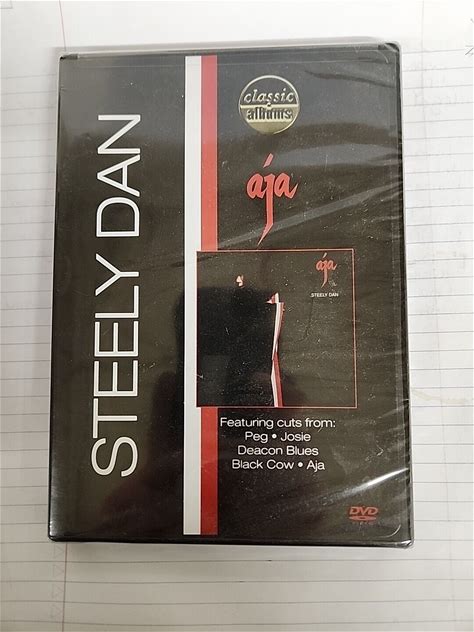 STEELY DAN
classic
albums
aja
aja
STEELY DAN
Featuring cuts from:
Peg • Josie
Deacon Blues
Black Cow • Aja
DVD
VIDEO